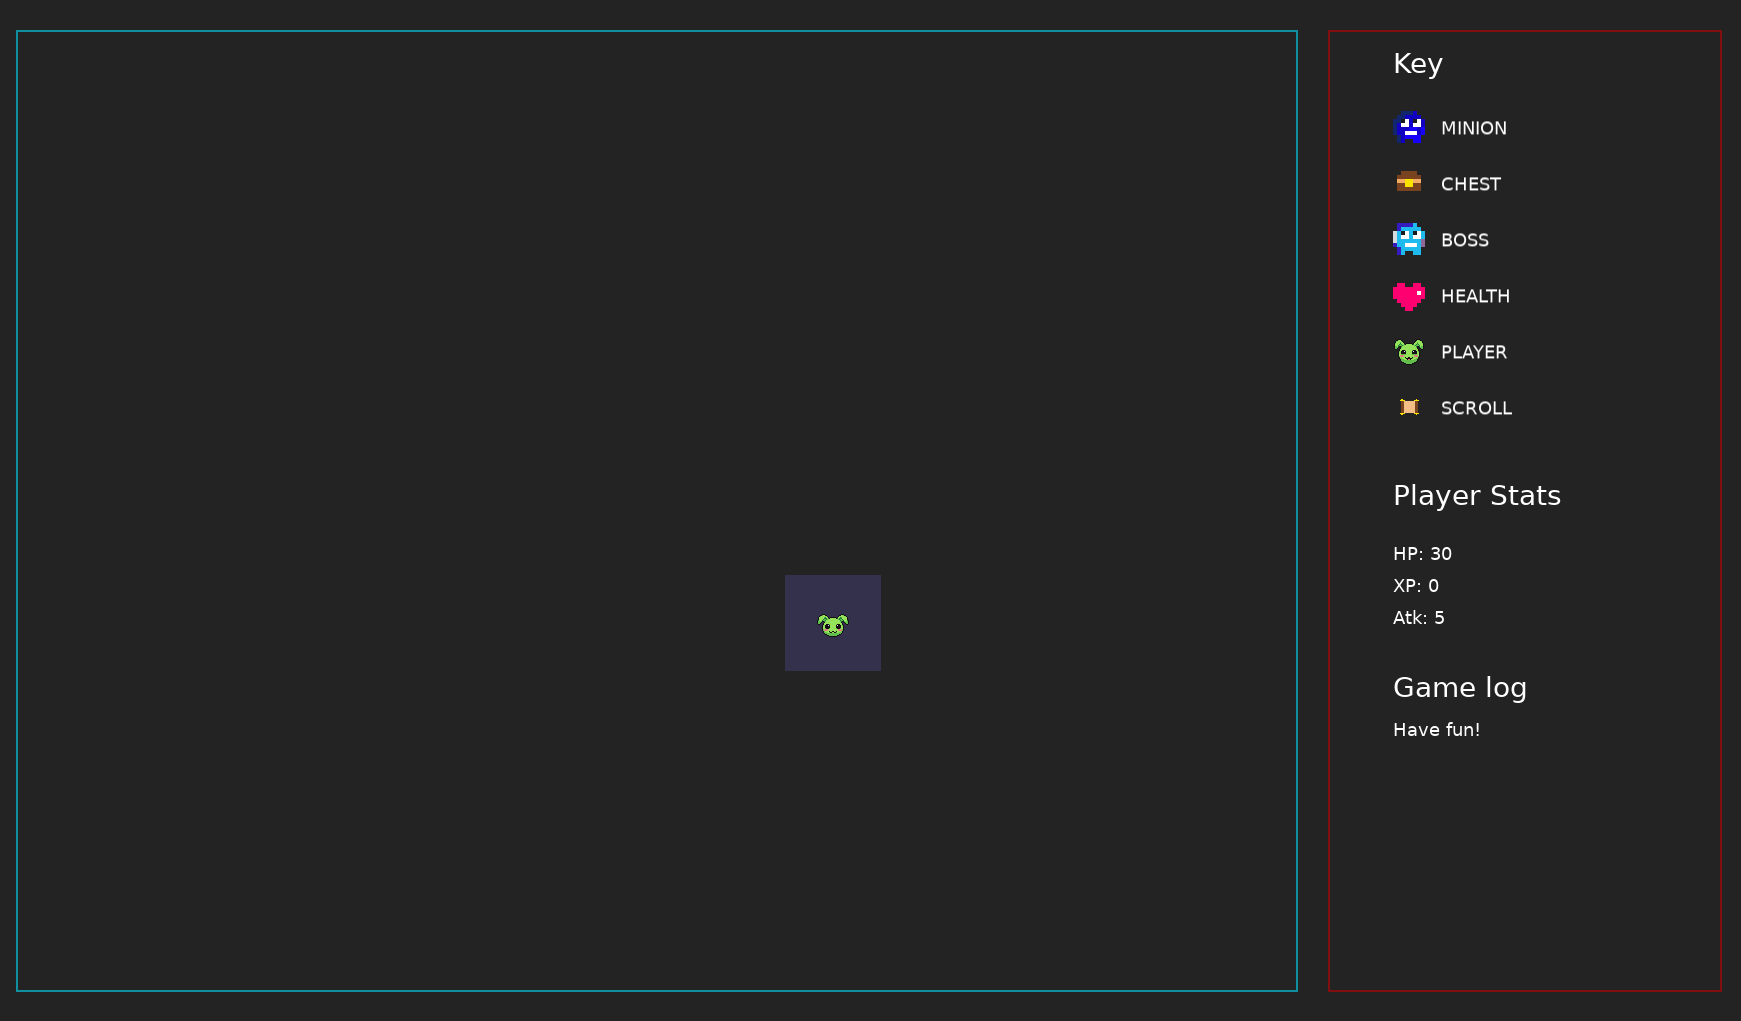 Key
MINION
CHEST
BOSS
HEALTH
PLAYER
SCROLL
Player Stats
HP: 30
XP: 0
Atk: 5
Game log
Have fun!